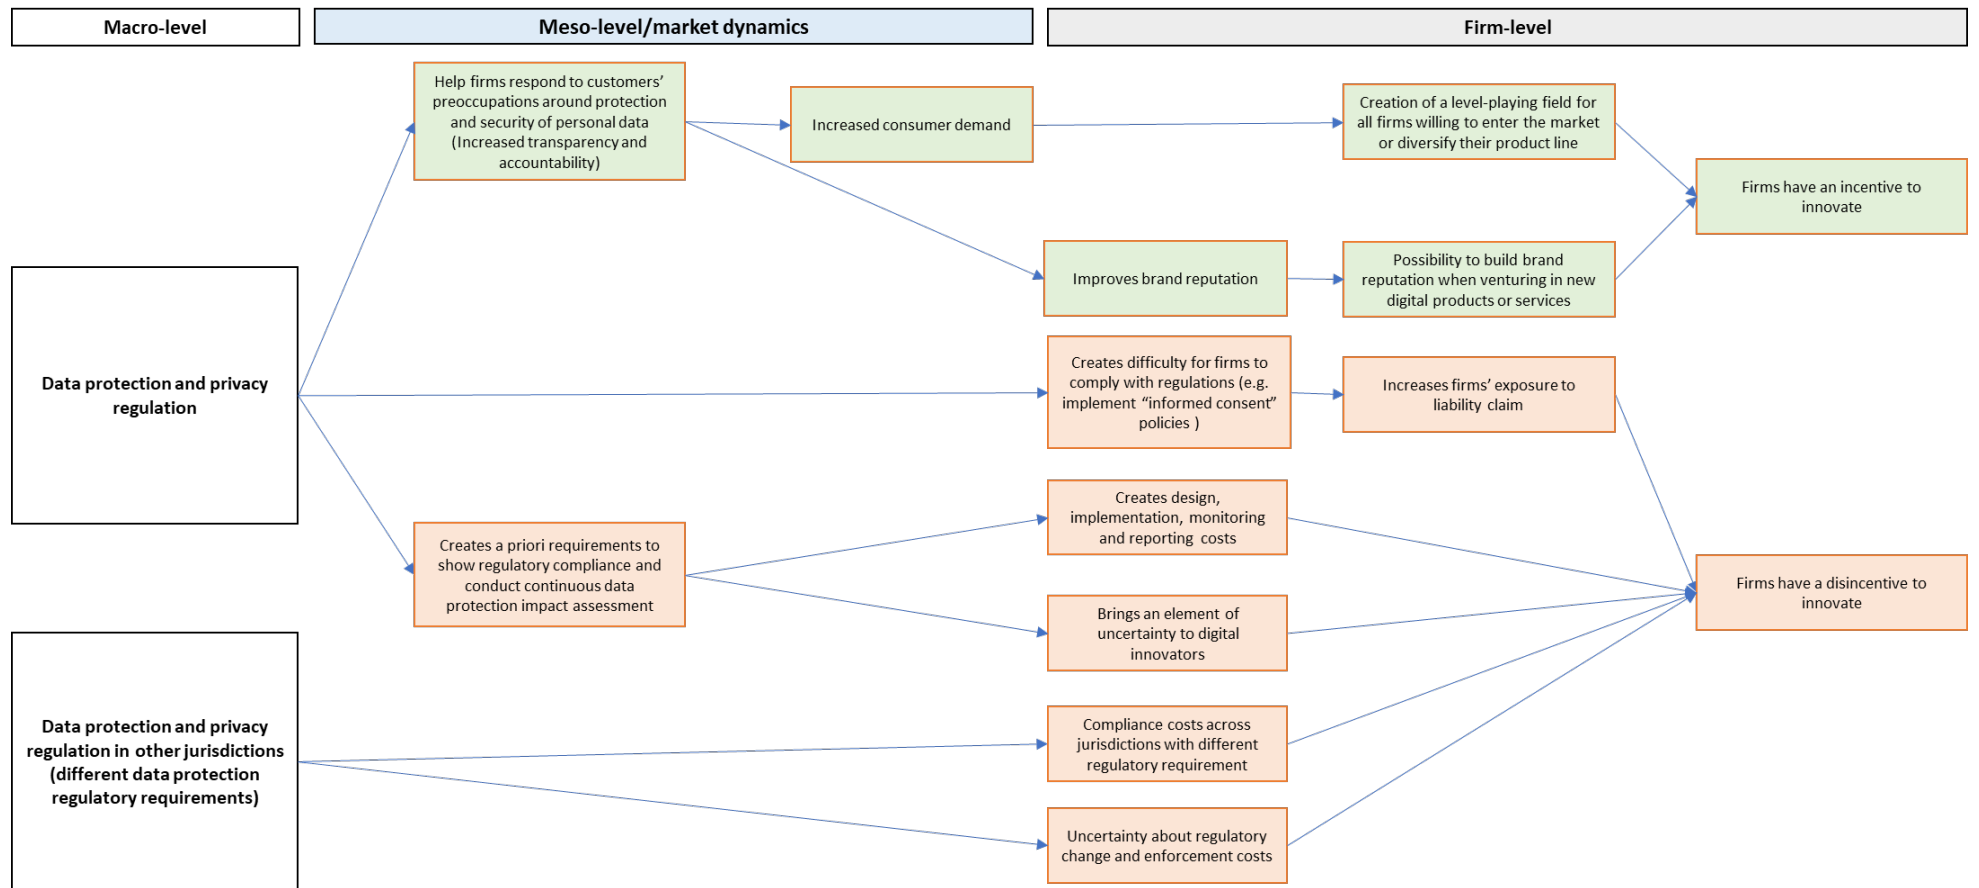 Macro-level
Meso-level/market dynamics
Firm-level
Help firms respond to customers’
preoccupations around protection
and security of personal data
(Increased transparency and
accountability)
Increased consumer demand
Creation of a level-playing field for
all firms willing to enter the market
or diversify their product line
Firms have an incentive to
innovate
Improves brand reputation
Possibility to build brand
reputation when venturing in new
digital products or services
Data protection and privacy
regulation
Creates difficulty for firms to
comply with regulations (e.g.
implement “informed consent”
policies )
Increases firms’ exposure to
liability claim
Creates a priori requirements to
show regulatory compliance and
conduct continuous data
protection impact assessment
Creates design,
implementation, monitoring
and reporting costs
Brings an element of
uncertainty to digital
innovators
Firms have a disincentive to
innovate
Data protection and privacy
regulation in other jurisdictions
(different data protection
regulatory requirements)
Compliance costs across
jurisdictions with different
regulatory requirement
Uncertainty about regulatory
change and enforcement costs